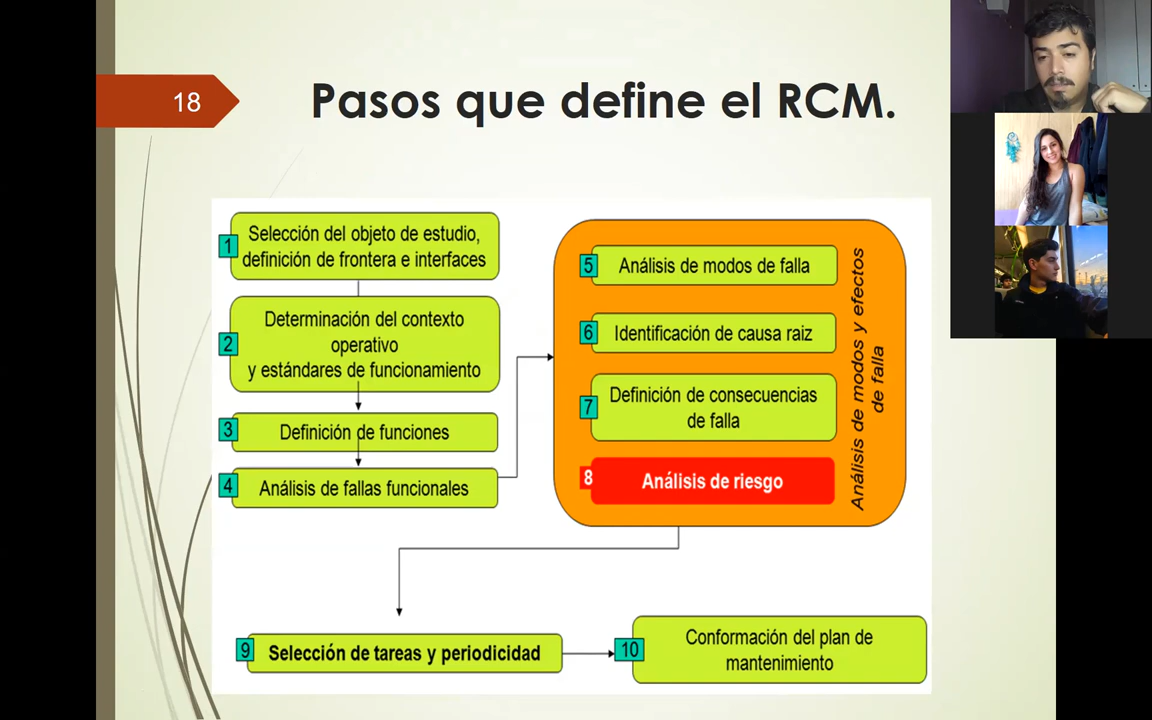 18
Pasos que define el RCM.
1
Selección del objeto de estudio,
definición de frontera e interfaces
2
Determinación del contexto
operativo
y estándares de funcionamiento
3
Definición de funciones
4
Análisis de fallas funcionales
5
Análisis de modos de falla
6
Identificación de causa raiz
7
Definición de consecuencias
de falla
8
Análisis de riesgo
Análisis de modos y efectos
de falla
9
Selección de tareas y periodicidad
10
Conformación del plan de
mantenimiento